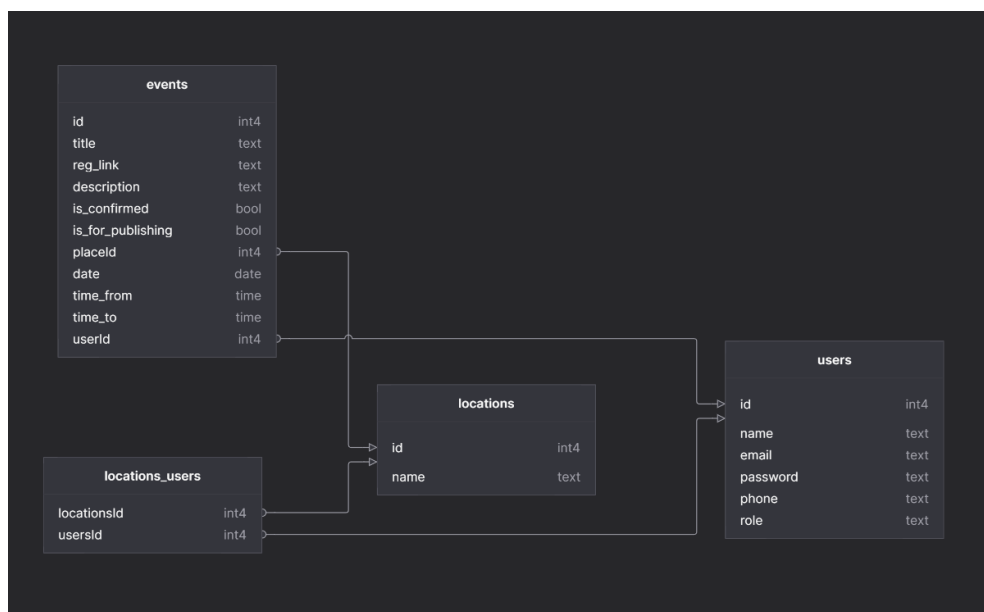 events
id int4
title text
reg_link text
description text
is_confirmed bool
is_for_publishing bool
placeId int4
date date
time_from time
time_to time
userId int4
locations
id int4
name text
locations_users
locationsId int4
usersId int4
users
id int4
name text
email text
password text
phone text
role text